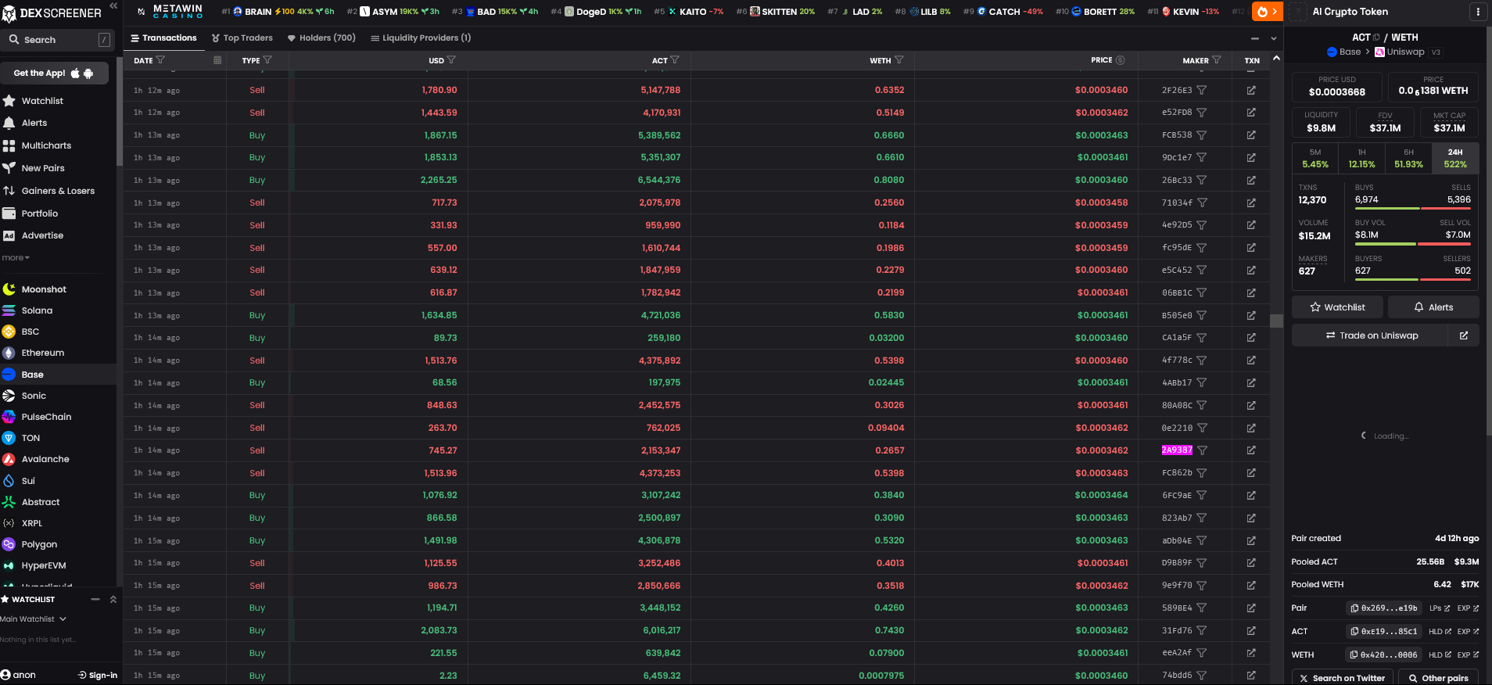 DEXSCREENER
METAWIN CASINO #1 BRAIN ⚡100 4K% 6h #2 ASYM 19K% 3h #3 BAD 15K% 4h #4 DogeD 1K% 1h #5 KAITO -7% #6 SKITTEN 20% #7 LAD 2% #8 LILB 8% #9 CATCH -49% #10 BORETT 28% #11 KEVIN -13% #12
Search /
Get the App!
Watchlist
Alerts
Multicharts
New Pairs
Gainers & Losers
Portfolio
Ad Advertise
more
Moonshot
Solana
BSC
Ethereum
Base
Sonic
PulseChain
TON
Avalanche
Sui
Abstract
XRPL
Polygon
HyperEVM
Hyperliquid
WATCHLIST
Main Watchlist
Nothing in this list yet...
anon Sign-in
Transactions Top Traders Holders (700) Liquidity Providers (1)
DATE TYPE USD ACT WETH PRICE MAKER TXN
1h 12m ago Sell 1,780.90 5,147,788 0.6352 $0.0003460 2F26E3
1h 12m ago Sell 1,443.59 4,170,931 0.5149 $0.0003462 e52FD8
1h 13m ago Buy 1,867.15 5,389,562 0.6660 $0.0003463 FCB538
1h 13m ago Buy 1,853.13 5,351,307 0.6610 $0.0003461 9Dc1e7
1h 13m ago Buy 2,265.25 6,544,376 0.8080 $0.0003460 26Bc33
1h 13m ago Sell 717.73 2,075,978 0.2560 $0.0003458 71034f
1h 13m ago Sell 331.93 959,990 0.1184 $0.0003459 4e92D5
1h 13m ago Sell 557.00 1,610,744 0.1986 $0.0003459 fc95dE
1h 13m ago Sell 639.12 1,847,959 0.2279 $0.0003461 e5C452
1h 13m ago Sell 616.87 1,782,942 0.2199 $0.0003461 06BB1C
1h 13m ago Buy 1,634.85 4,721,036 0.5830 $0.0003461 B505e0
1h 14m ago Buy 89.73 259,180 0.03200 $0.0003461 CA1a5F
1h 14m ago Sell 1,513.76 4,375,892 0.5398 $0.0003460 4f778c
1h 14m ago Buy 68.56 197,975 0.02445 $0.0003461 4ABb17
1h 14m ago Sell 848.63 2,452,575 0.3026 $0.0003461 80A08C
1h 14m ago Sell 263.70 762,025 0.09404 $0.0003462 0e2210
1h 14m ago Sell 745.27 2,153,347 0.2657 $0.0003462 2A9387
1h 14m ago Sell 1,513.96 4,373,253 0.5398 $0.0003463 FC862b
1h 14m ago Buy 1,076.92 3,107,242 0.3840 $0.0003464 6FC9aE
1h 14m ago Buy 866.58 2,500,897 0.3090 $0.0003463 823Ab7
1h 14m ago Buy 1,491.98 4,306,878 0.5320 $0.0003463 aDb04E
1h 15m ago Sell 1,125.55 3,252,486 0.4013 $0.0003461 D9B89F
1h 15m ago Sell 986.73 2,850,666 0.3518 $0.0003462 9e9f70
1h 15m ago Buy 1,194.71 3,448,152 0.4260 $0.0003463 589BE4
1h 15m ago Buy 2,083.73 6,016,217 0.7430 $0.0003462 31Fd76
1h 15m ago Buy 221.55 639,842 0.07900 $0.0003461 eeA2Af
1h 15m ago Buy 2.23 6,459.32 0.0007975 $0.0003461 74bdd6
AI Crypto Token
ACT / WETH
Base > Uniswap V3
PRICE USD PRICE
$0.0003668 0.0₆1381 WETH
LIQUIDITY FDV MKT CAP
$9.8M $37.1M $37.1M
5M 1H 6H 24H
5.45% 12.15% 51.93% 522%
TXNS BUYS SELLS
12,370 6,974 5,396
VOLUME BUY VOL SELL VOL
$15.2M $8.1M $7.0M
MAKERS BUYERS SELLERS
627 627 502
Watchlist Alerts
Trade on Uniswap
Loading...
Pair created 4d 12h ago
Pooled ACT 25.56B $9.3M
Pooled WETH 6.42 $17K
Pair 0x269...e19b LPs EXP
ACT 0xE19...85c1 HLD EXP
WETH 0x420...0006 HLD EXP
Search on Twitter Other pairs